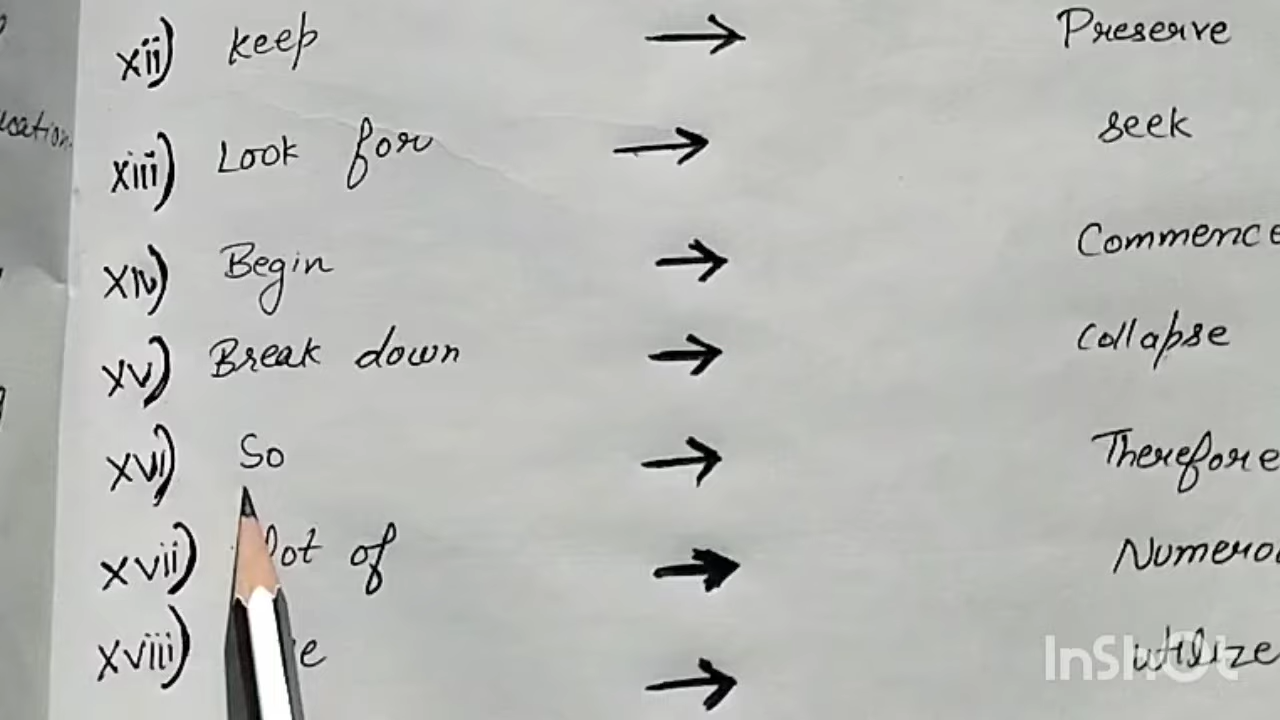 xii) Keep → Preserve
xiii) Look for → seek
xiv) Begin → Commence
xv) Break down → Collapse
xvi) So → Therefore
xvii) lot of →
xviii) → utilize
InShOt